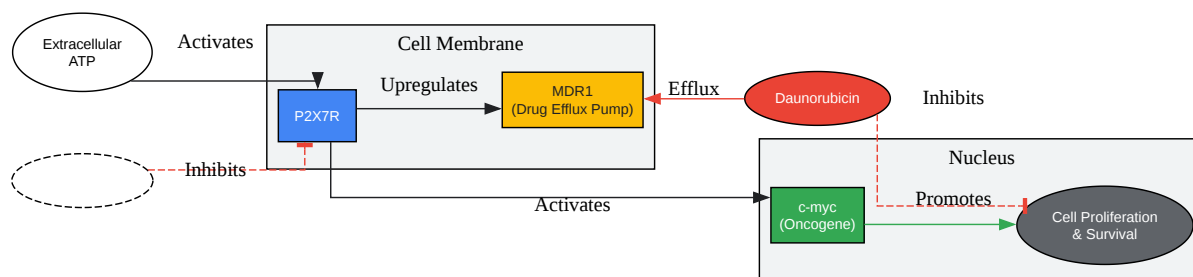 Extracellular
ATP
Activates
Cell Membrane
Upregulates
MDR1
(Drug Efflux Pump)
Efflux
Daunorubicin
Inhibits
P2X7R
Inhibits
Activates
Nucleus
c-myc
(Oncogene)
Promotes
Cell Proliferation
& Survival